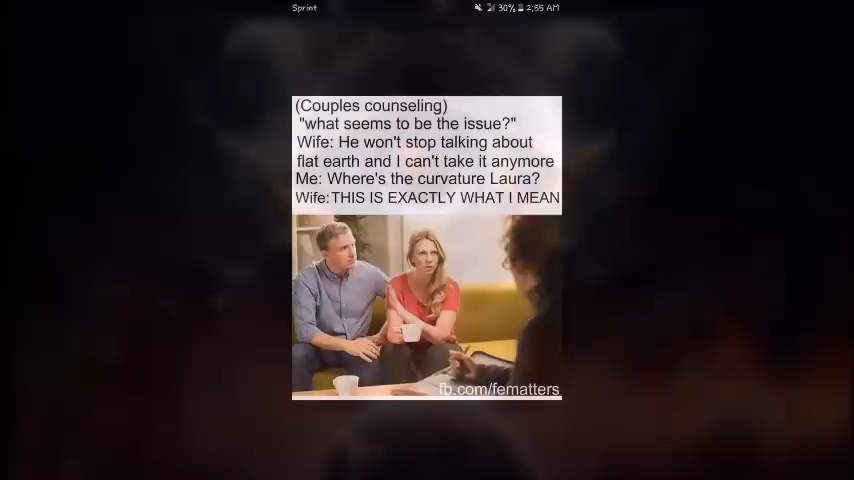 Sprint 30% 2:55 AM
(Couples counseling)
"what seems to be the issue?"
Wife: He won't stop talking about
flat earth and I can't take it anymore
Me: Where's the curvature Laura?
Wife:THIS IS EXACTLY WHAT I MEAN
fb.com/fematters